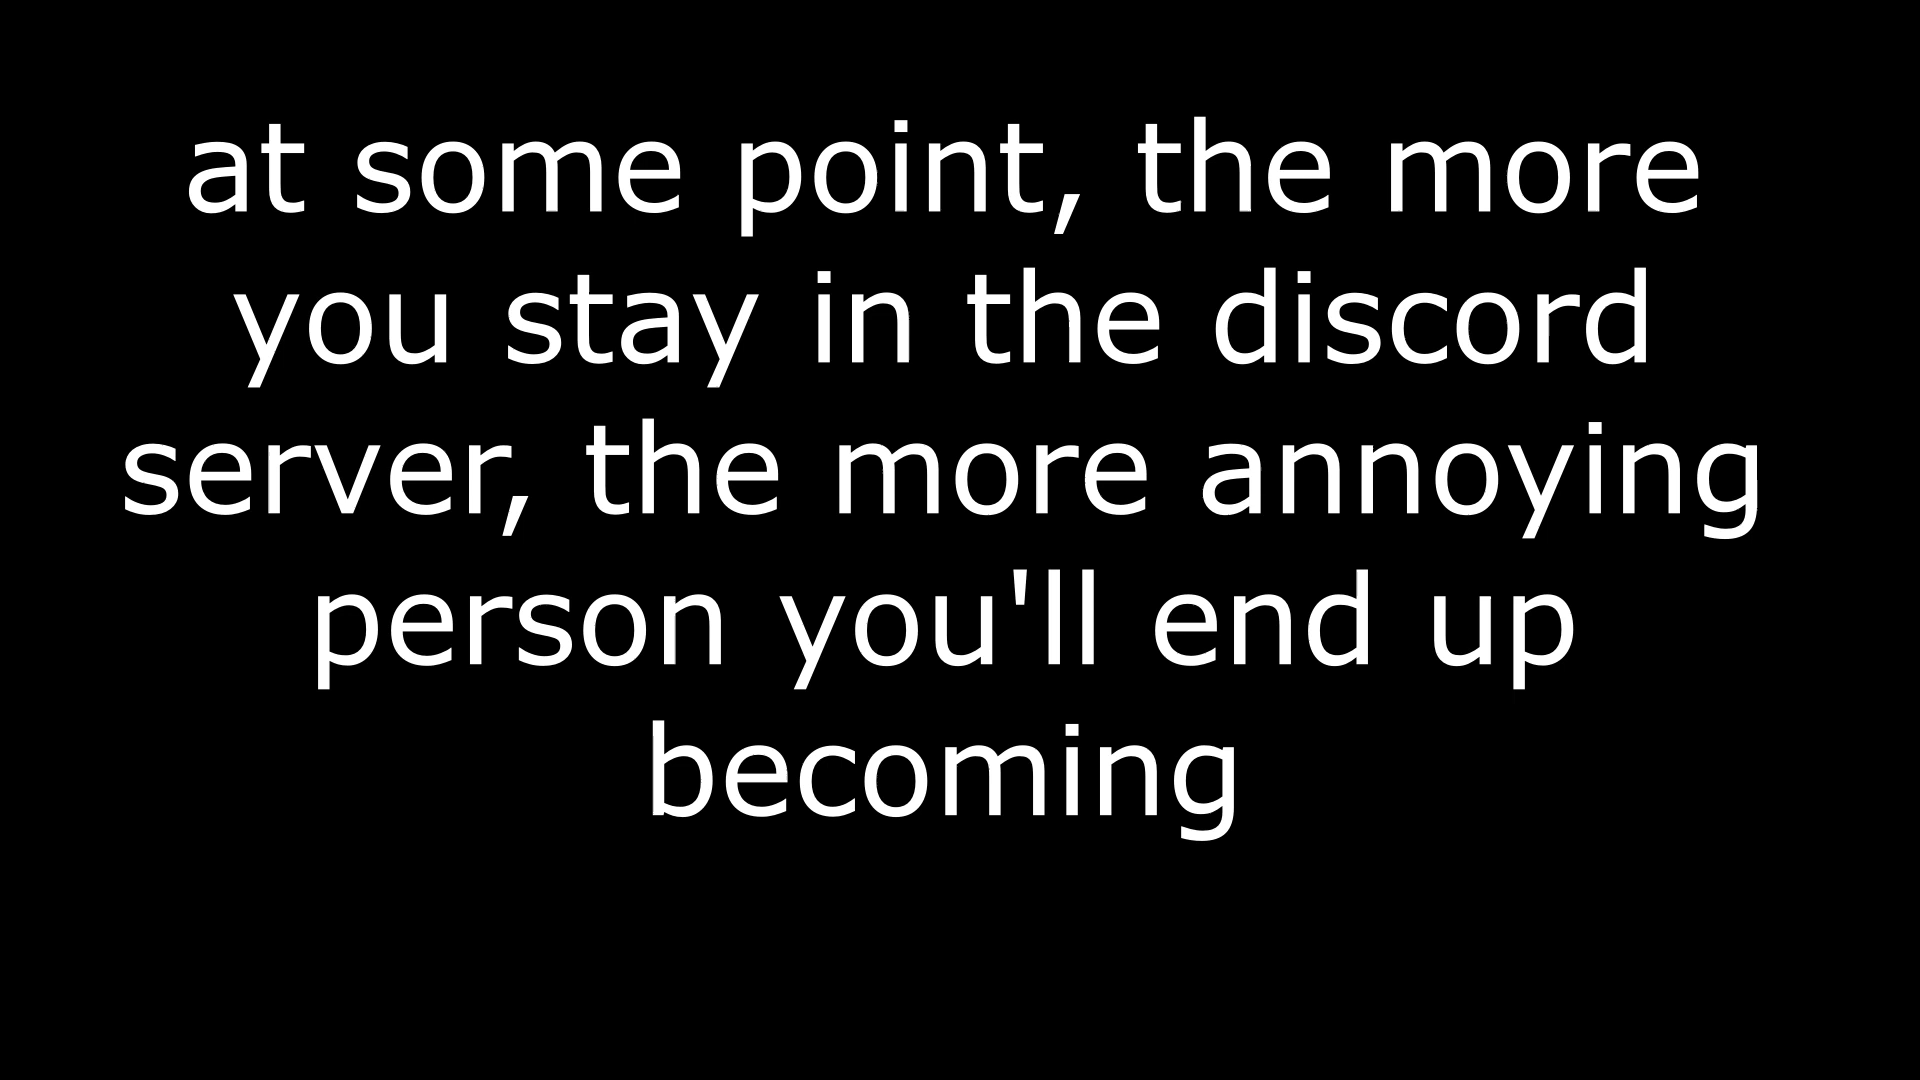 at some point, the more
you stay in the discord
server, the more annoying
person you'll end up
becoming